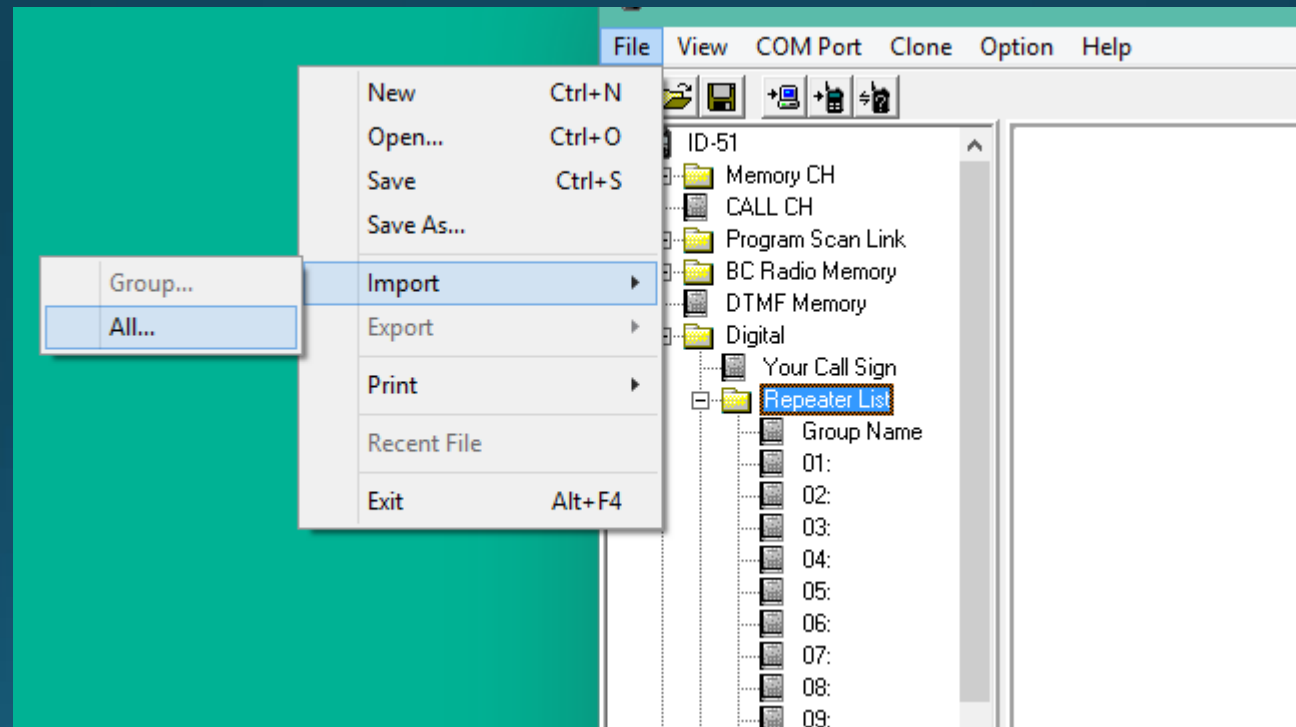 File View COM Port Clone Option Help
New Ctrl+N
Open... Ctrl+O
Save Ctrl+S
Save As...
Import
Export
Print
Recent File
Exit Alt+F4
Group...
All...
ID-51
Memory CH
CALL CH
Program Scan Link
BC Radio Memory
DTMF Memory
Digital
Your Call Sign
Repeater List
Group Name
01:
02:
03:
04:
05:
06:
07:
08:
09: